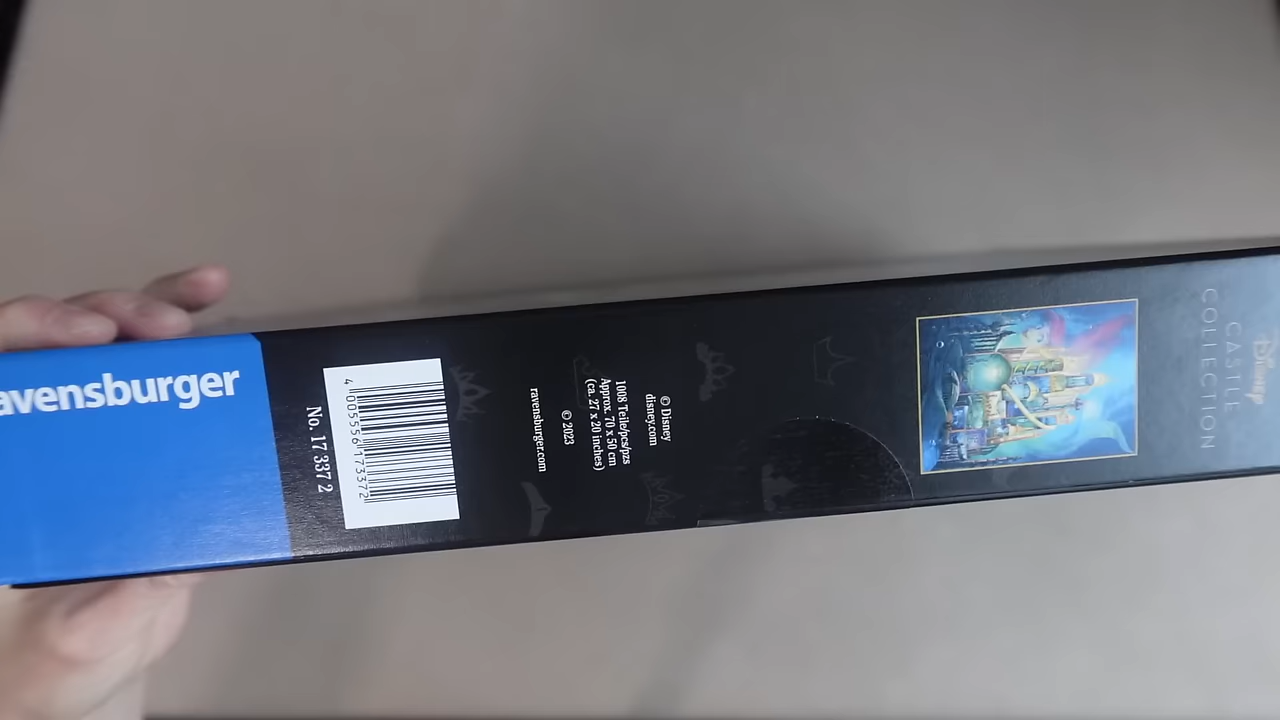 avensburger
No. 17 337 2
4 005556 173372
ravensburger.com
© 2023
1008 Teile/pcs/pzs
Approx. 70 x 50 cm
(ca. 27 x 20 inches)
© Disney
disney.com
Disney
CASTLE
COLLECTION